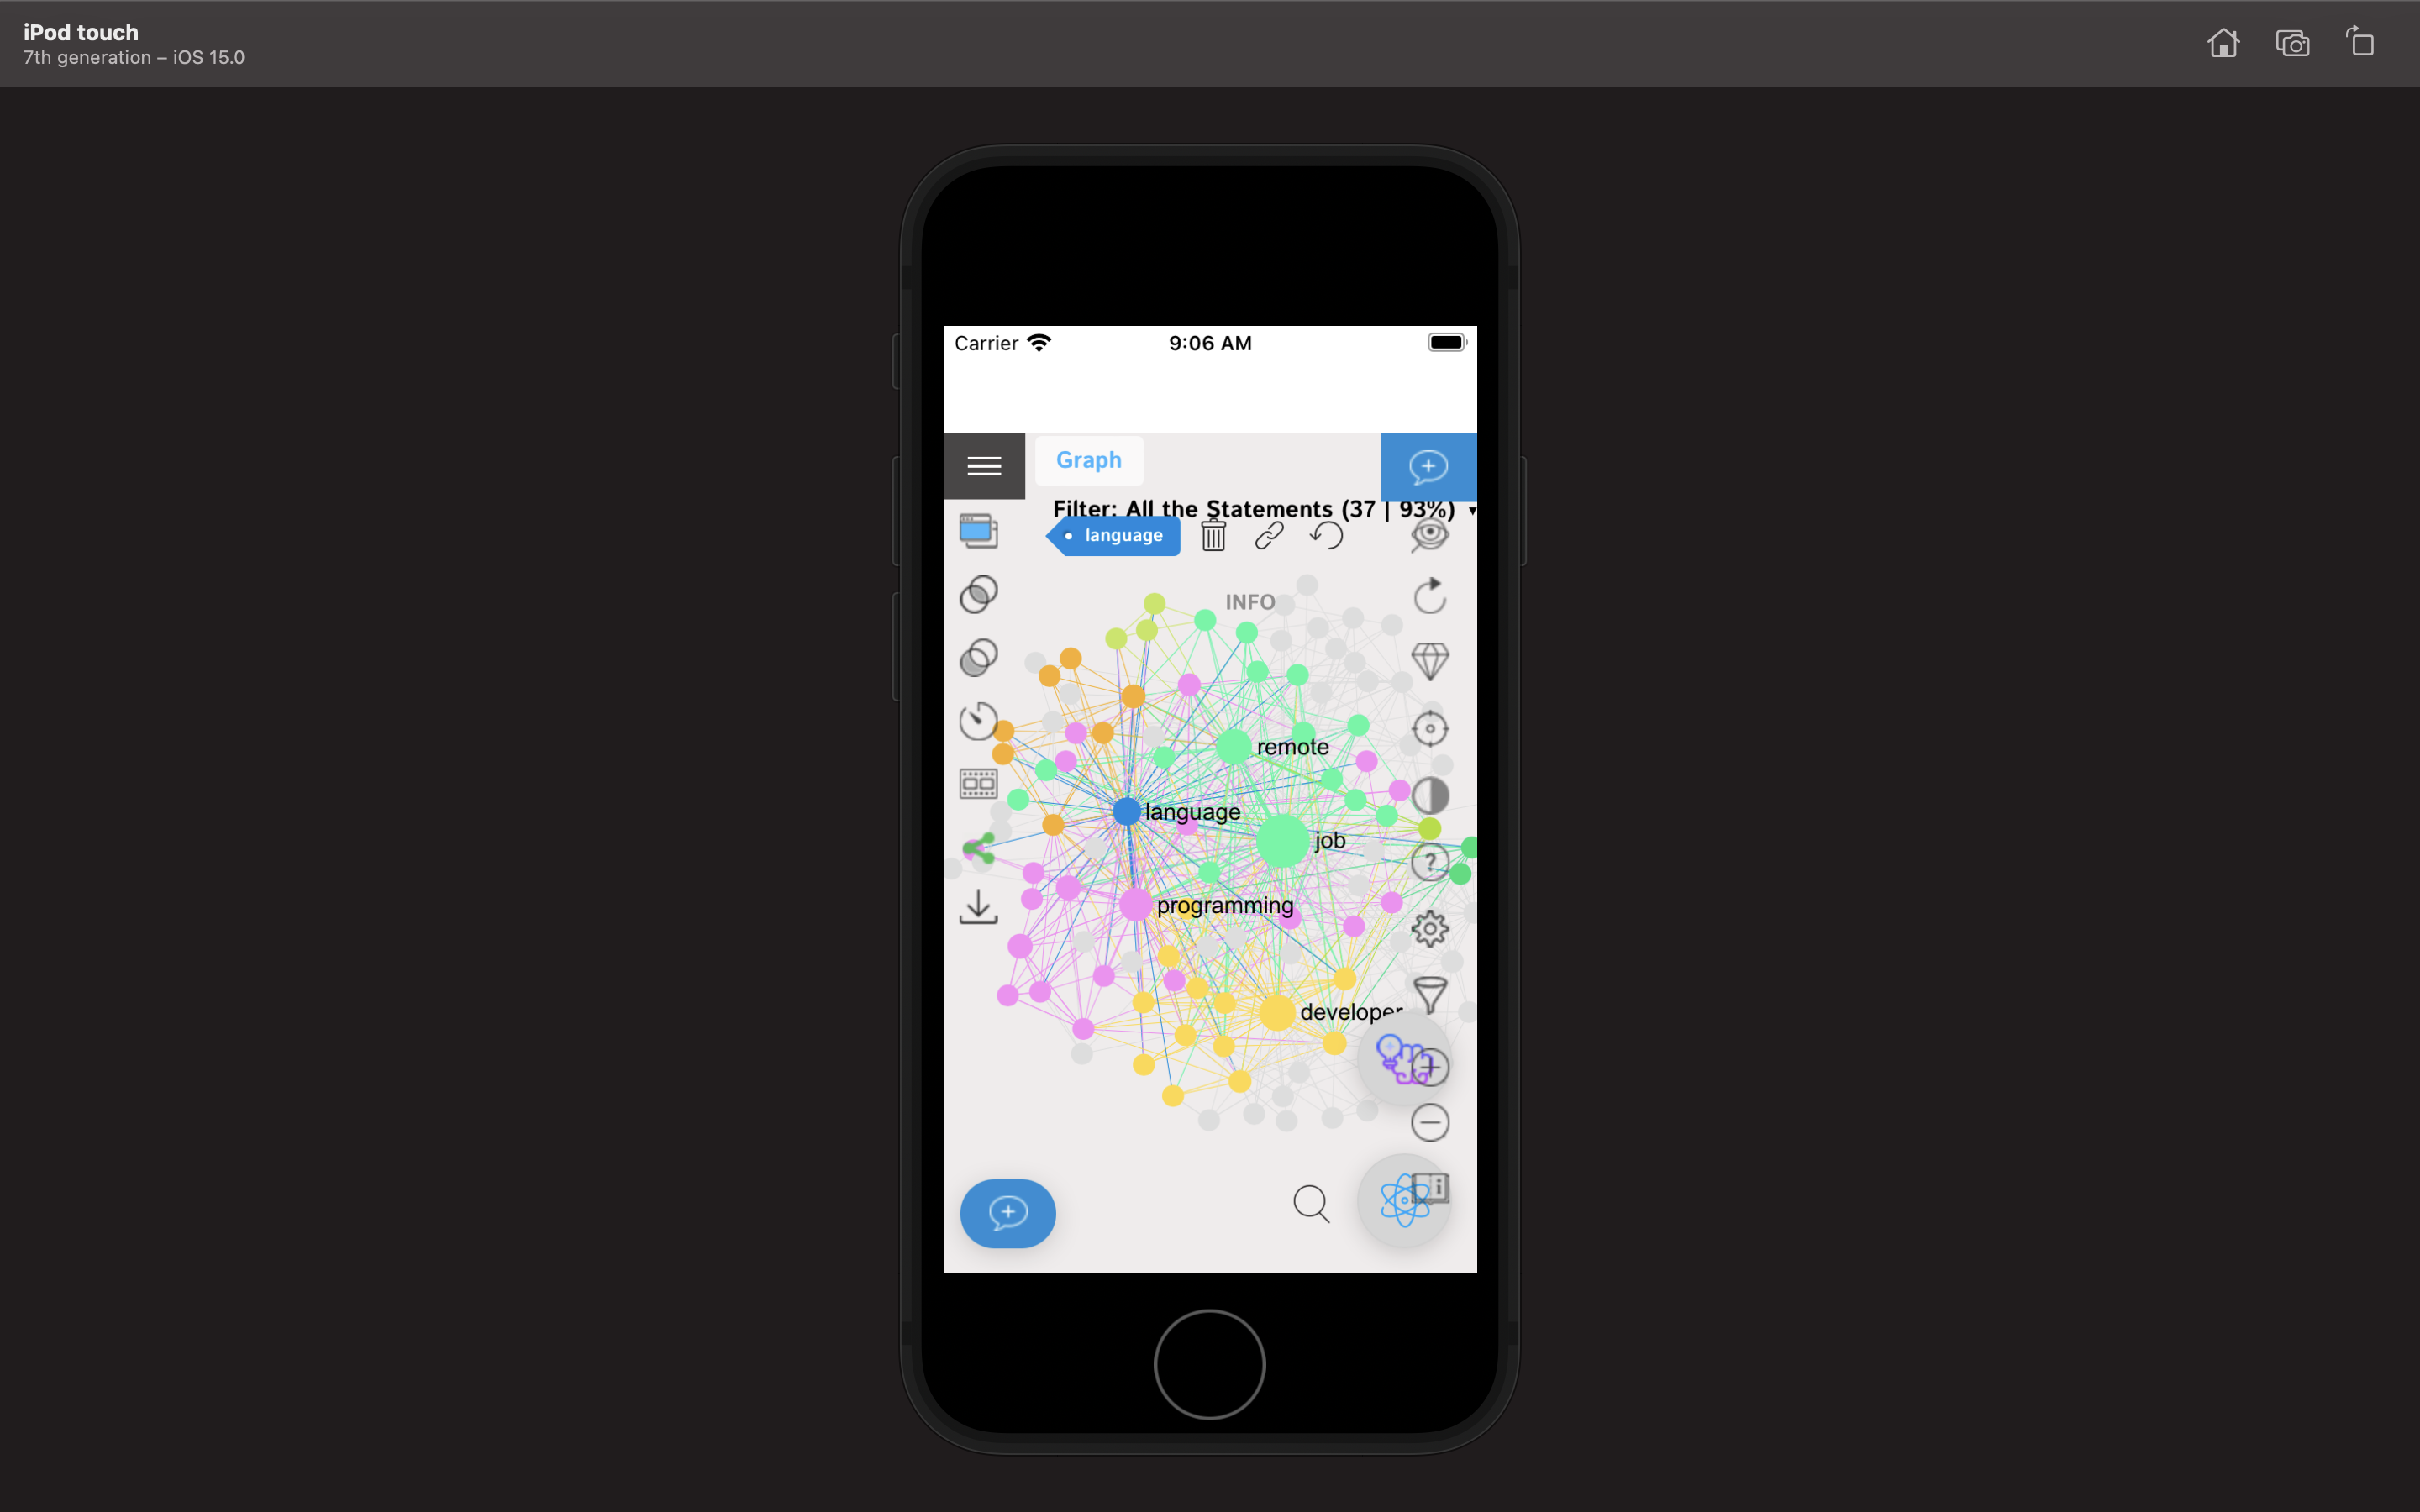 iPod touch
7th generation – iOS 15.0
Carrier 9:06 AM
Graph
Filter: All the Statements (37 | 93%) ▾
language
INFO
remote
language
job
programming
developer